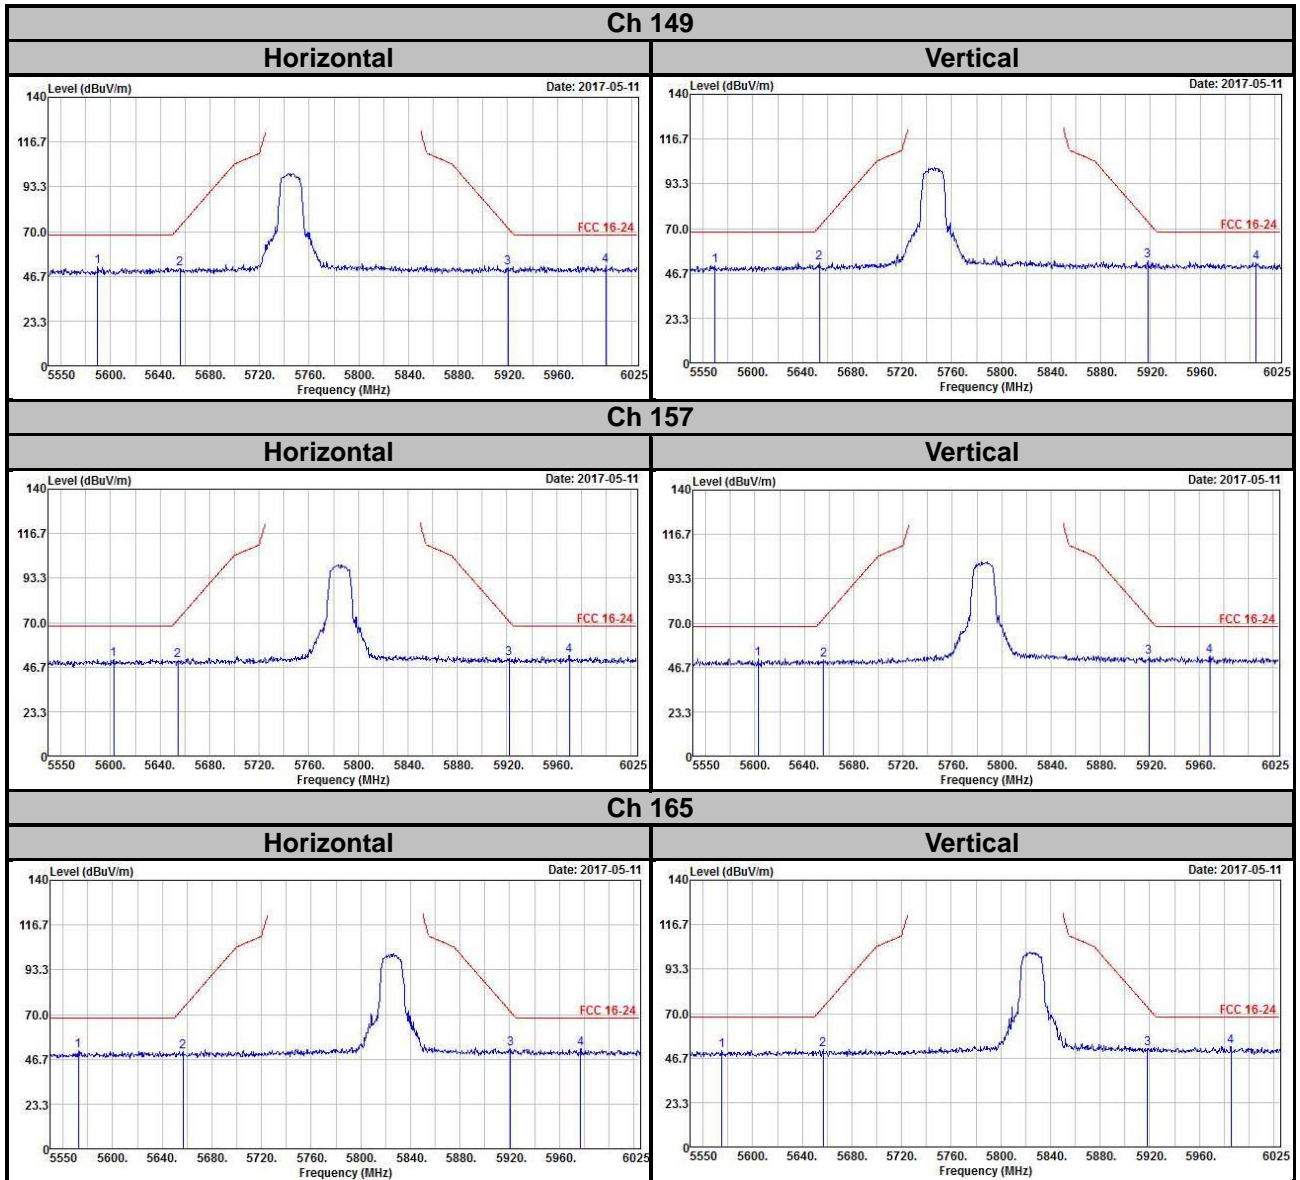 Ch 149
Horizontal
Vertical
Level (dBuV/m) Date: 2017-05-11
140
116.7
93.3
70.0
46.7
23.3
0
FCC 16-24
1 2 3 4
5550 5600. 5640. 5680. 5720. 5760. 5800. 5840. 5880. 5920. 5960. 6025
Frequency (MHz)
Level (dBuV/m) Date: 2017-05-11
140
116.7
93.3
70.0
46.7
23.3
0
FCC 16-24
1 2 3 4
5550 5600. 5640. 5680. 5720. 5760. 5800. 5840. 5880. 5920. 5960. 6025
Frequency (MHz)
Ch 157
Horizontal
Vertical
Level (dBuV/m) Date: 2017-05-11
140
116.7
93.3
70.0
46.7
23.3
0
FCC 16-24
1 2 3 4
5550 5600. 5640. 5680. 5720. 5760. 5800. 5840. 5880. 5920. 5960. 6025
Frequency (MHz)
Level (dBuV/m) Date: 2017-05-11
140
116.7
93.3
70.0
46.7
23.3
0
FCC 16-24
1 2 3 4
5550 5600. 5640. 5680. 5720. 5760. 5800. 5840. 5880. 5920. 5960. 6025
Frequency (MHz)
Ch 165
Horizontal
Vertical
Level (dBuV/m) Date: 2017-05-11
140
116.7
93.3
70.0
46.7
23.3
0
FCC 16-24
1 2 3 4
5550 5600. 5640. 5680. 5720. 5760. 5800. 5840. 5880. 5920. 5960. 6025
Frequency (MHz)
Level (dBuV/m) Date: 2017-05-11
140
116.7
93.3
70.0
46.7
23.3
0
FCC 16-24
1 2 3 4
5550 5600. 5640. 5680. 5720. 5760. 5800. 5840. 5880. 5920. 5960. 6025
Frequency (MHz)